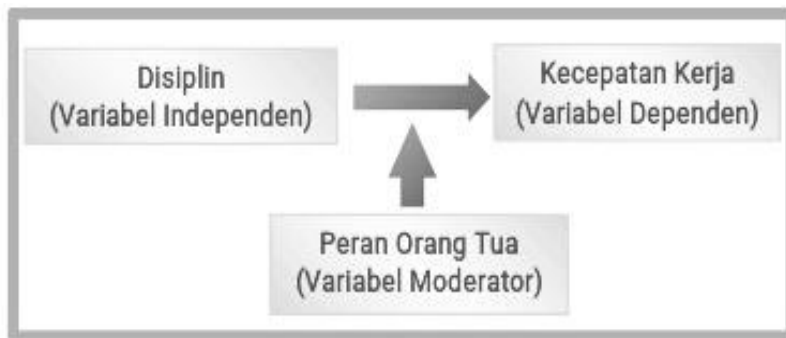 Disiplin
(Variabel Independen)
Kecepatan Kerja
(Variabel Dependen)
Peran Orang Tua
(Variabel Moderator)